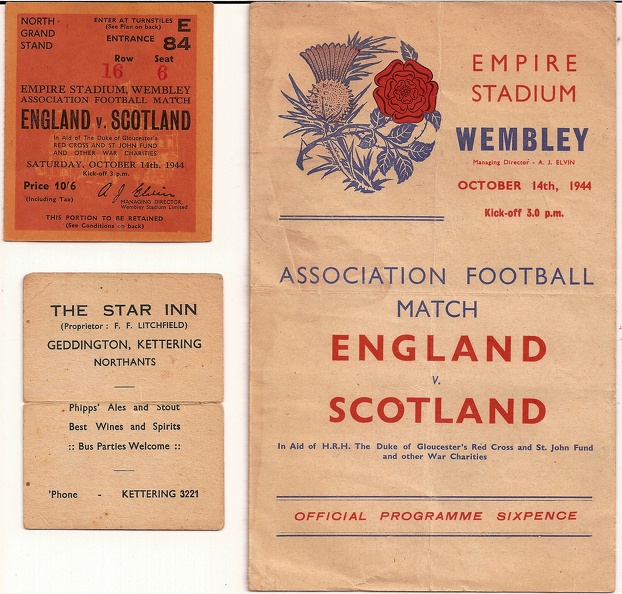 NORTH
GRAND
STAND
ENTER AT TURNSTILES
(See Plan on back)
ENTRANCE
E
84
Row Seat
16 6
EMPIRE STADIUM, WEMBLEY
ASSOCIATION FOOTBALL MATCH
ENGLAND v. SCOTLAND
In Aid of The Duke of Gloucester's
RED CROSS AND ST. JOHN FUND
AND OTHER WAR CHARITIES
SATURDAY, OCTOBER 14th, 1944
Kick-off 3 p.m.
Price 10/6
(Including Tax)
A J Elvin
MANAGING DIRECTOR
Wembley Stadium Limited
THIS PORTION TO BE RETAINED
(See Conditions on back)
THE STAR INN
(Proprietor : F. F. LITCHFIELD)
GEDDINGTON, KETTERING
NORTHANTS
Phipps' Ales and Stout
Best Wines and Spirits
:: Bus Parties Welcome ::
'Phone - KETTERING 3221
EMPIRE
STADIUM
WEMBLEY
Managing Director - A. J. ELVIN
OCTOBER 14th, 1944
Kick-off 3.0 p.m.
ASSOCIATION FOOTBALL
MATCH
ENGLAND
v.
SCOTLAND
In Aid of H.R.H. The Duke of Gloucester's Red Cross and St. John Fund
and other War Charities
OFFICIAL PROGRAMME SIXPENCE